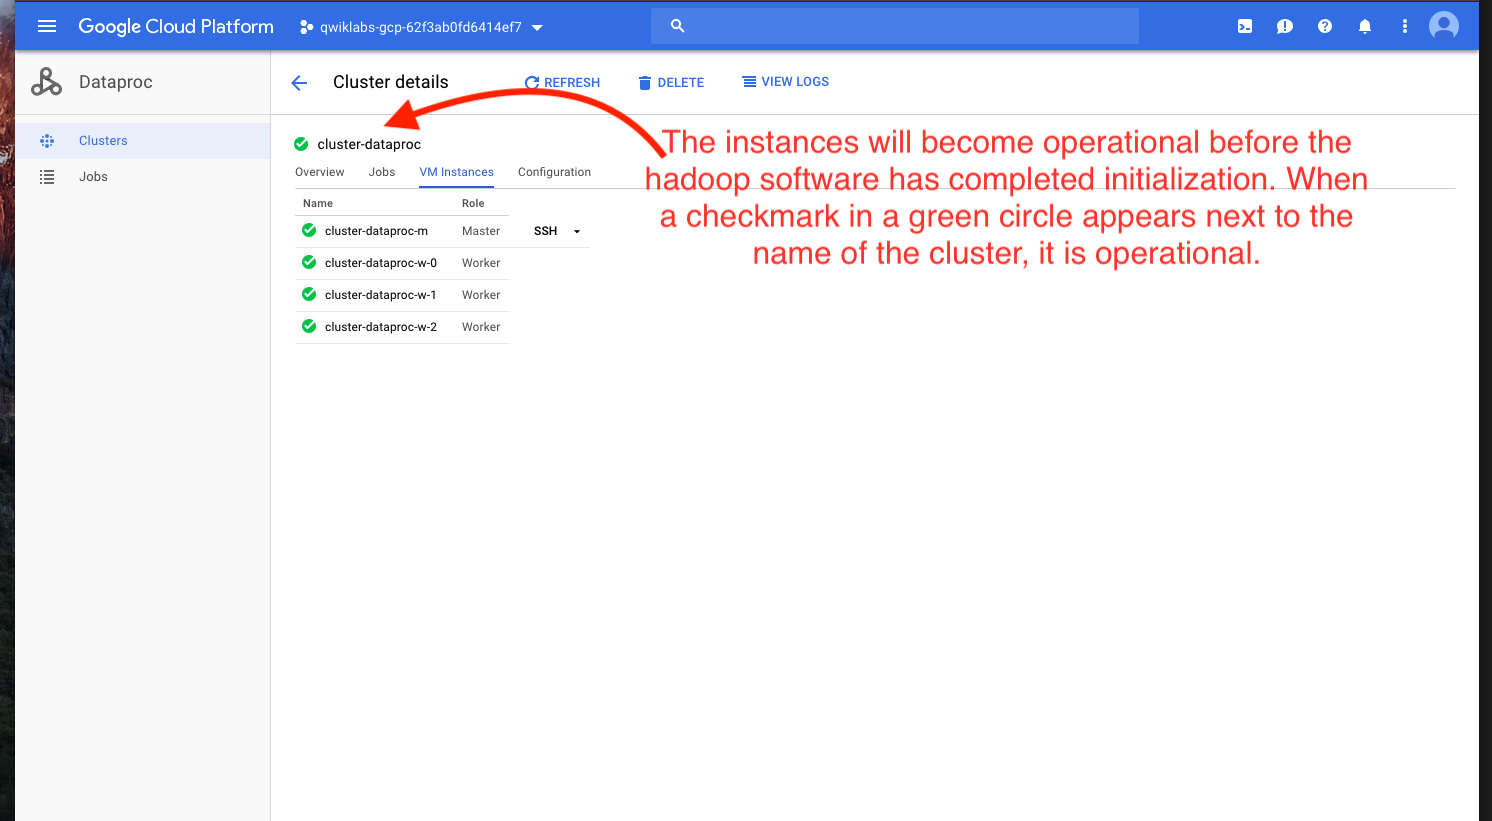 Google Cloud Platform
qwiklabs-gcp-62f3ab0fd6414ef7
Dataproc
Cluster details
REFRESH
DELETE
VIEW LOGS
Clusters
Jobs
cluster-dataproc
Overview
Jobs
VM Instances
Configuration
Name Role
cluster-dataproc-m Master SSH
cluster-dataproc-w-0 Worker
cluster-dataproc-w-1 Worker
cluster-dataproc-w-2 Worker
The instances will become operational before the
hadoop software has completed initialization. When
a checkmark in a green circle appears next to the
name of the cluster, it is operational.